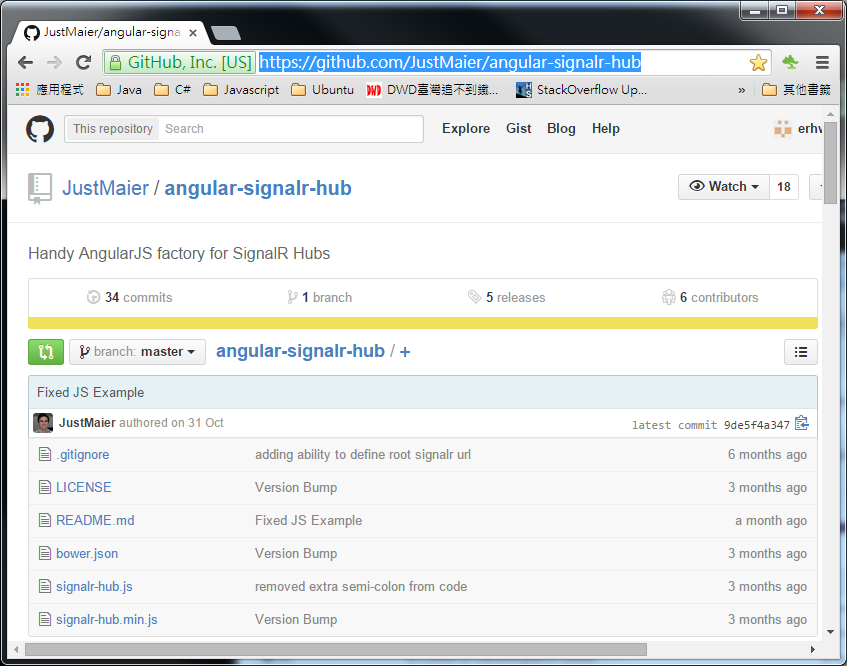 JustMaier/angular-signa
GitHub, Inc. [US] https://github.com/JustMaier/angular-signalr-hub
應用程式 Java C# Javascript Ubuntu DWD臺灣追不到鐵... StackOverflow Up... » 其他書籤
This repository Search Explore Gist Blog Help erhw
JustMaier / angular-signalr-hub Watch 18
Handy AngularJS factory for SignalR Hubs
34 commits 1 branch 5 releases 6 contributors
branch: master angular-signalr-hub / +
Fixed JS Example
JustMaier authored on 31 Oct latest commit 9de5f4a347
.gitignore adding ability to define root signalr url 6 months ago
LICENSE Version Bump 3 months ago
README.md Fixed JS Example a month ago
bower.json Version Bump 3 months ago
signalr-hub.js removed extra semi-colon from code 3 months ago
signalr-hub.min.js Version Bump 3 months ago